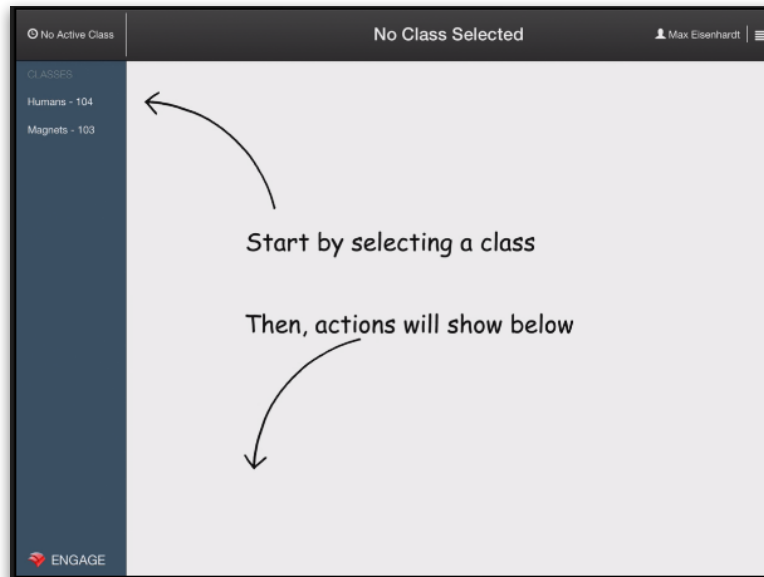 No Active Class
No Class Selected
Max Eisenhardt
CLASSES
Humans - 104
Magnets - 103
Start by selecting a class
Then, actions will show below
ENGAGE